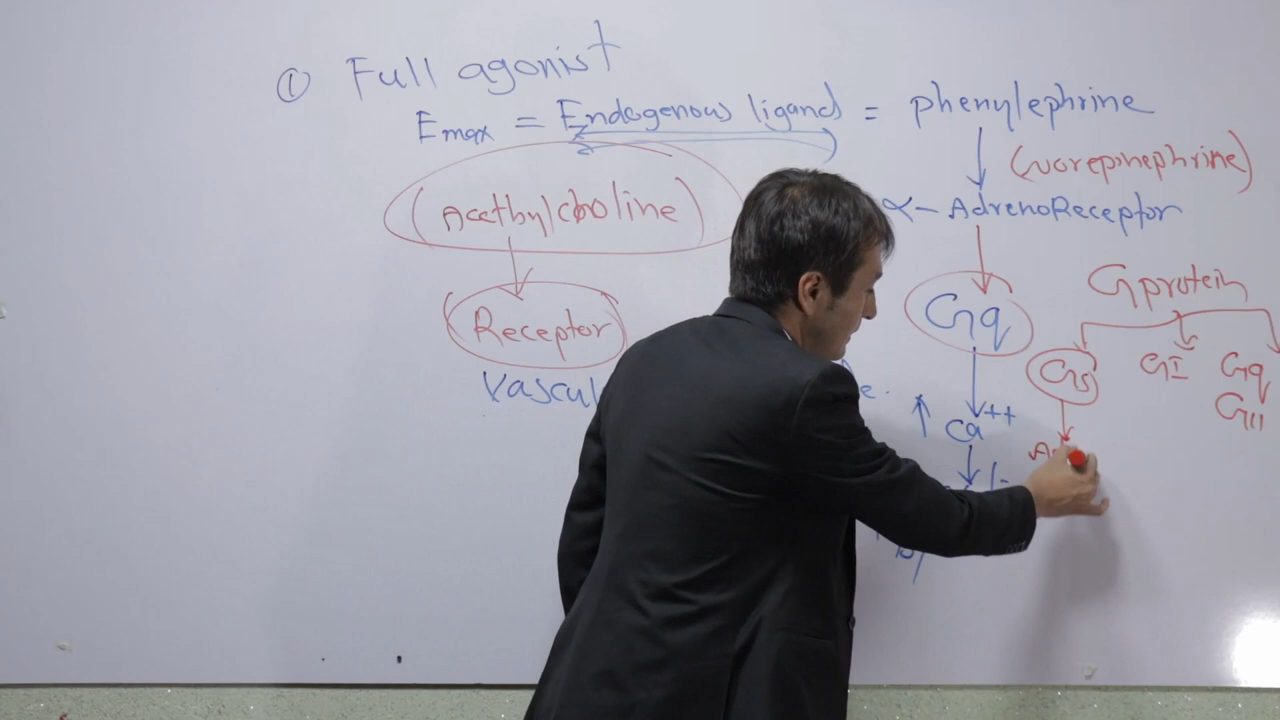 ① Full agonist
Emax = Endogenous ligand = phenylephrine
(Norepinephrine)
(Acethylcholine)
α- AdrenoReceptor
G protein
Receptor
Gq
Gs
GI
Gq
G11
↑ Ca++